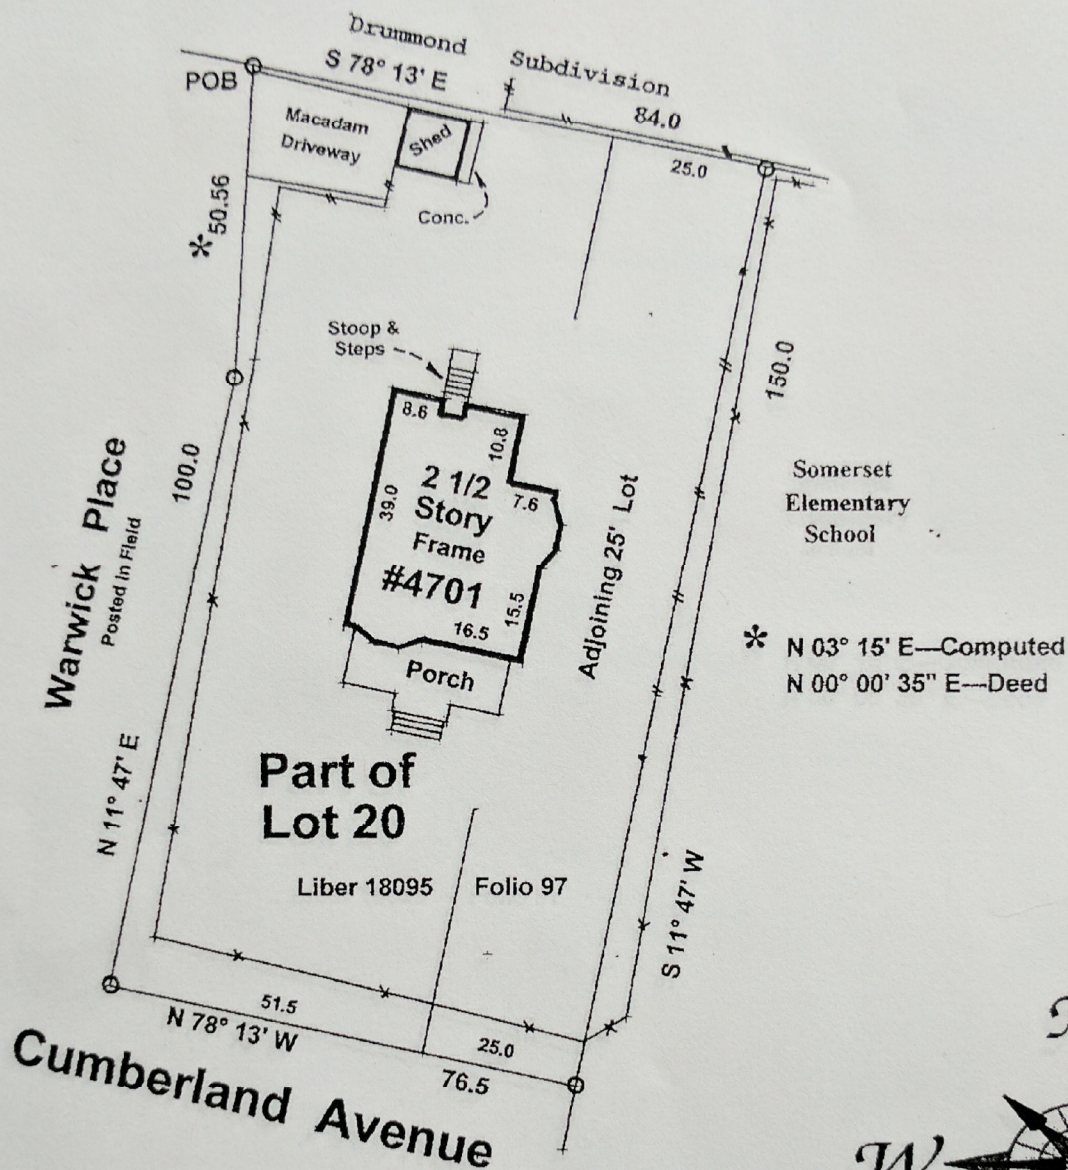 Drummond Subdivision
S 78° 13' E
84.0
POB
Macadam
Driveway
Shed
25.0
Conc.
* 50.56
Stoop &
Steps
8.6
10.8
39.0
2 1/2
Story
Frame
#4701
7.6
15.5
16.5
Porch
100.0
Warwick Place
Posted In Field
N 11° 47' E
Adjoining 25' Lot
150.0
Somerset
Elementary
School
* N 03° 15' E---Computed
N 00° 00' 35" E---Deed
Part of
Lot 20
Liber 18095
Folio 97
S 11° 47' W
51.5
25.0
N 78° 13' W
76.5
Cumberland Avenue
W